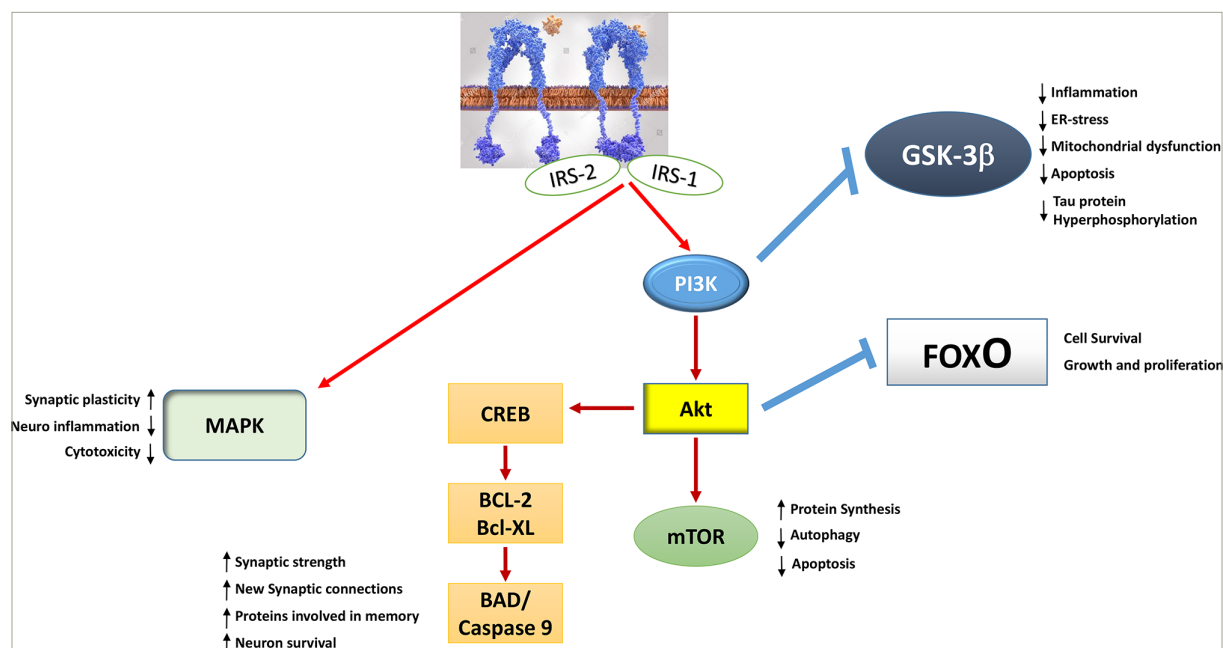 IRS-2
IRS-1
GSK-3β
Inflammation
ER-stress
Mitochondrial dysfunction
Apoptosis
Tau protein
Hyperphosphorylation
PI3K
FOXO
Cell Survival
Growth and proliferation
Synaptic plasticity
Neuro inflammation
Cytotoxicity
MAPK
CREB
Akt
BCL-2
Bcl-XL
mTOR
Protein Synthesis
Autophagy
Apoptosis
BAD/
Caspase 9
Synaptic strength
New Synaptic connections
Proteins involved in memory
Neuron survival